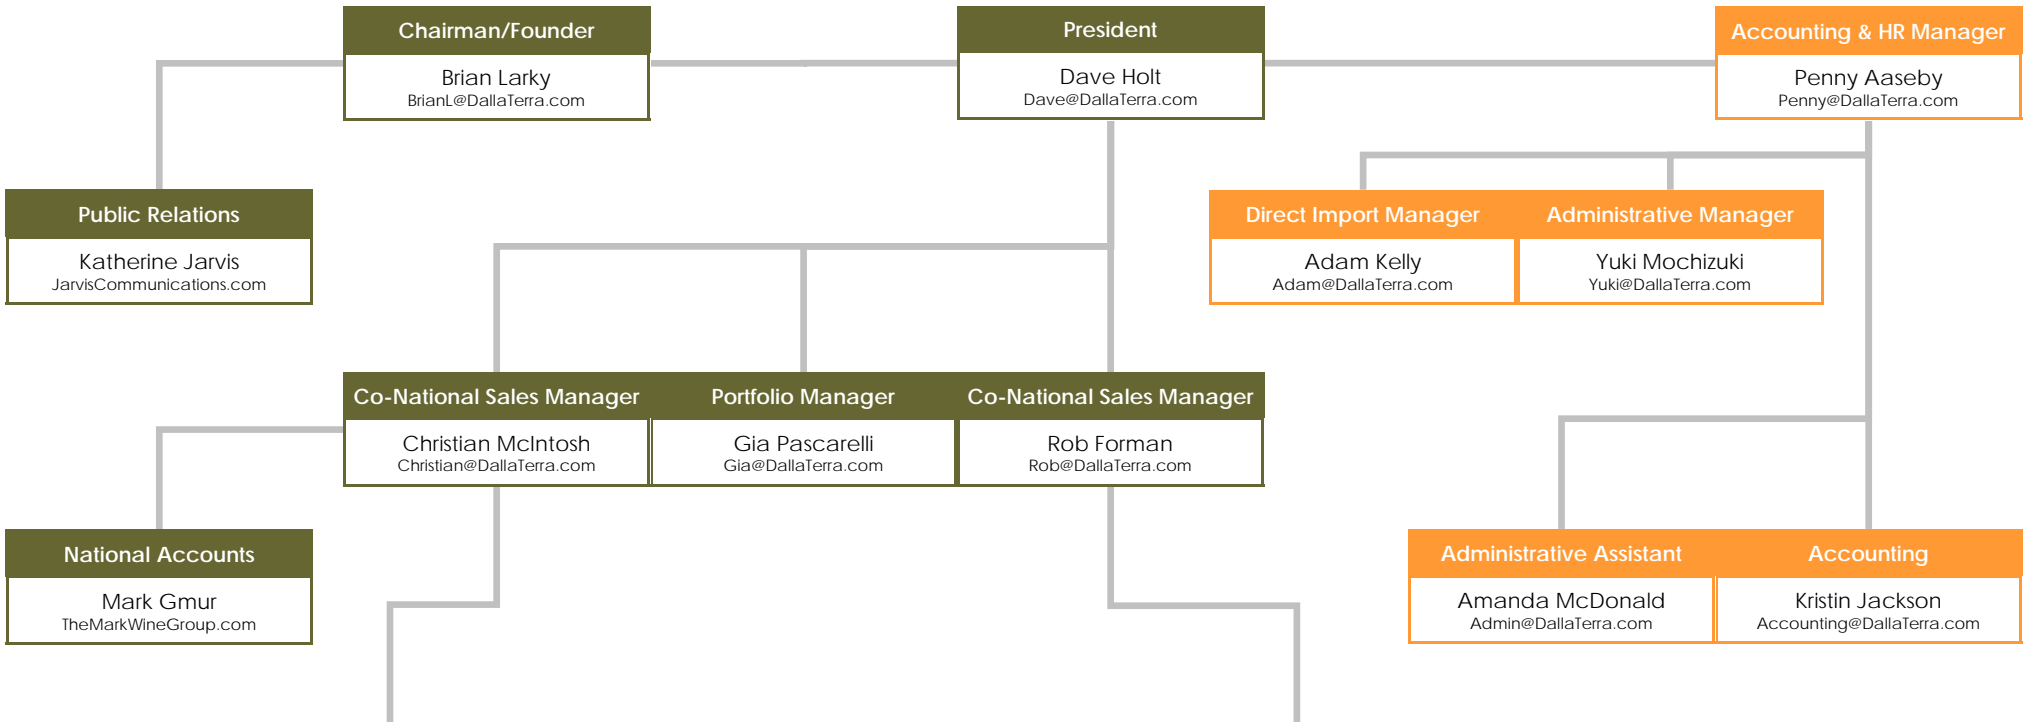 Chairman/Founder
Brian Larky
BrianL@DallaTerra.com
President
Dave Holt
Dave@DallaTerra.com
Accounting & HR Manager
Penny Aaseby
Penny@DallaTerra.com
Public Relations
Katherine Jarvis
JarvisCommunications.com
Direct Import Manager
Adam Kelly
Adam@DallaTerra.com
Administrative Manager
Yuki Mochizuki
Yuki@DallaTerra.com
Co-National Sales Manager
Christian McIntosh
Christian@DallaTerra.com
Portfolio Manager
Gia Pascarelli
Gia@DallaTerra.com
Co-National Sales Manager
Rob Forman
Rob@DallaTerra.com
National Accounts
Mark Gmur
TheMarkWineGroup.com
Administrative Assistant
Amanda McDonald
Admin@DallaTerra.com
Accounting
Kristin Jackson
Accounting@DallaTerra.com